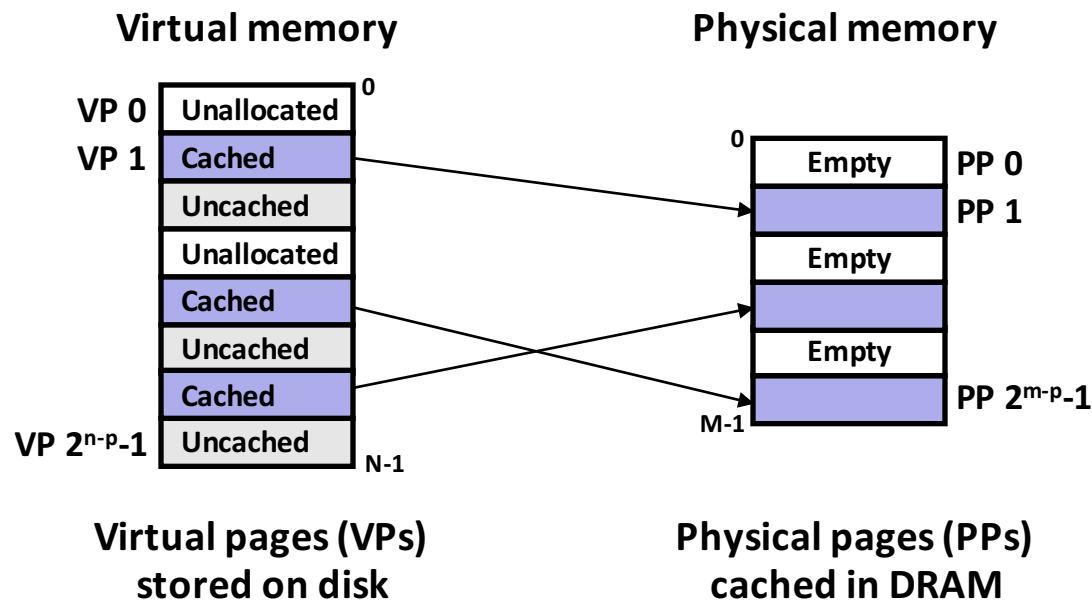 Virtual memory
Physical memory
0
VP 0
Unallocated
VP 1
Cached
Uncached
Unallocated
Cached
Uncached
Cached
VP 2ⁿ⁻ᵖ-1
Uncached
N-1
0
Empty
PP 0
PP 1
Empty
Empty
PP 2ᵐ⁻ᵖ-1
M-1
Virtual pages (VPs)
stored on disk
Physical pages (PPs)
cached in DRAM